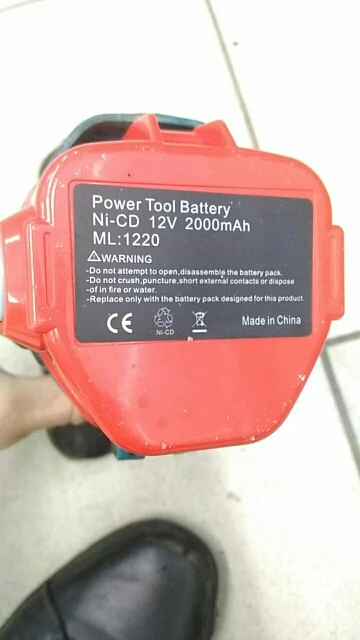 Power Tool Battery
Ni-CD 12V 2000mAh
ML:1220
WARNING
-Do not attempt to open,disassemble the battery pack.
-Do not crush,puncture,short external contacts or dispose
-of in fire or water.
-Replace only with the battery pack designed for this product.
CE
NI-CD
Made in China